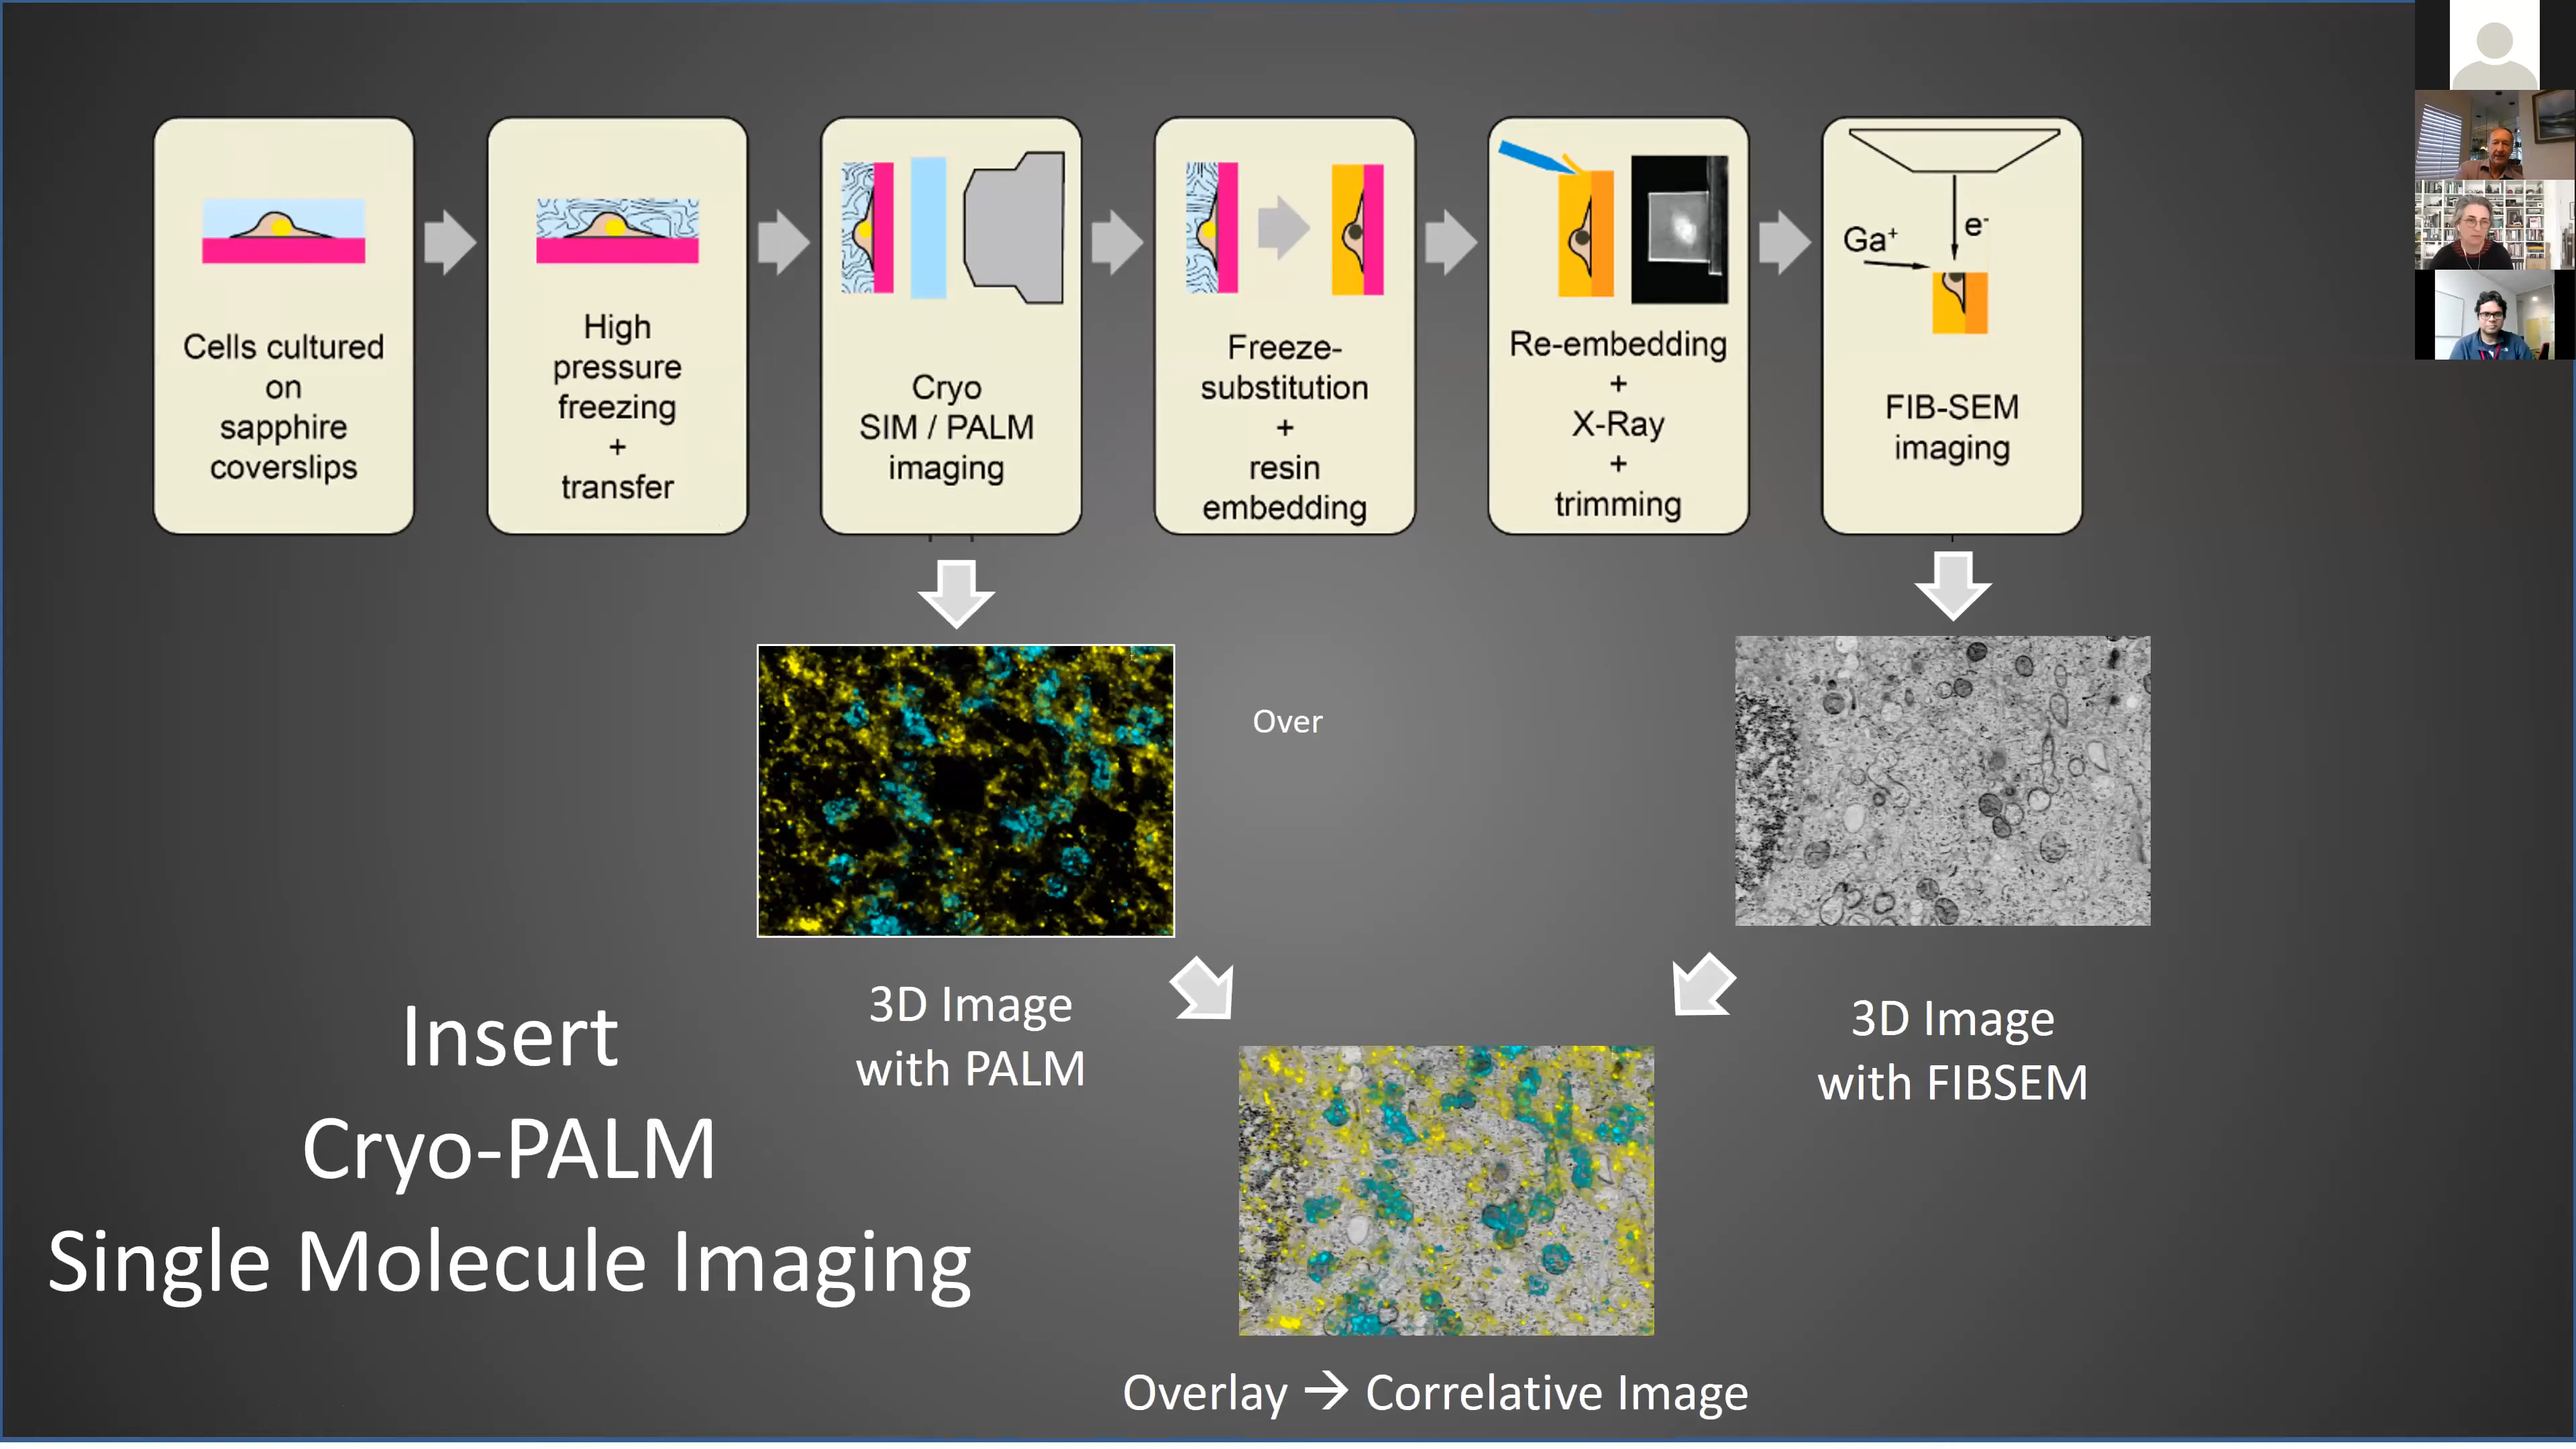 Cells cultured
on
sapphire
coverslips
High
pressure
freezing
+
transfer
Cryo
SIM / PALM
imaging
Freeze-
substitution
+
resin
embedding
Re-embedding
+
X-Ray
+
trimming
Ga+
e-
FIB-SEM
imaging
Over
3D Image
with PALM
3D Image
with FIBSEM
Insert
Cryo-PALM
Single Molecule Imaging
Overlay → Correlative Image